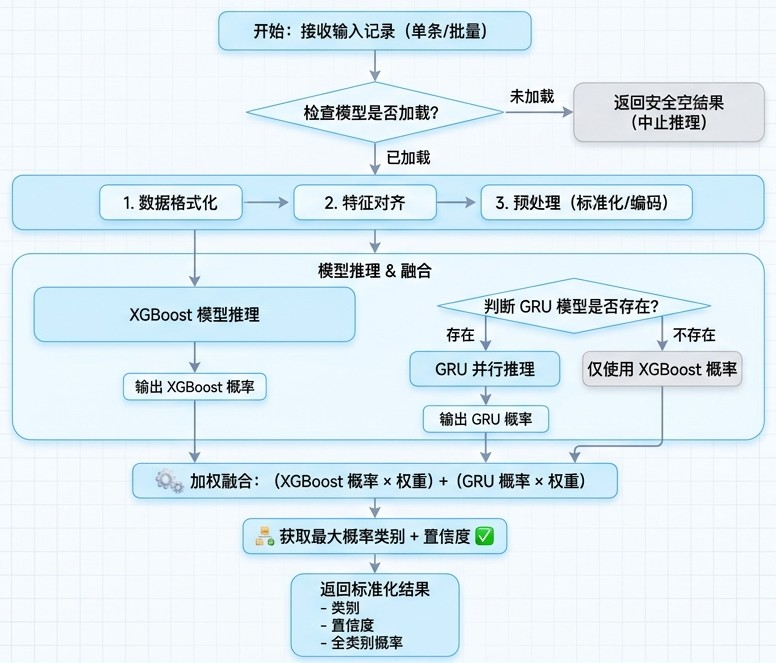 开始：接收输入记录（单条/批量）
检查模型是否加载？
未加载
返回安全空结果
（中止推理）
已加载
1. 数据格式化
2. 特征对齐
3. 预处理（标准化/编码）
模型推理 & 融合
XGBoost 模型推理
判断 GRU 模型是否存在？
存在
不存在
GRU 并行推理
仅使用 XGBoost 概率
输出 XGBoost 概率
输出 GRU 概率
加权融合：（XGBoost 概率 × 权重）+（GRU 概率 × 权重）
获取最大概率类别 + 置信度
返回标准化结果
- 类别
- 置信度
- 全类别概率